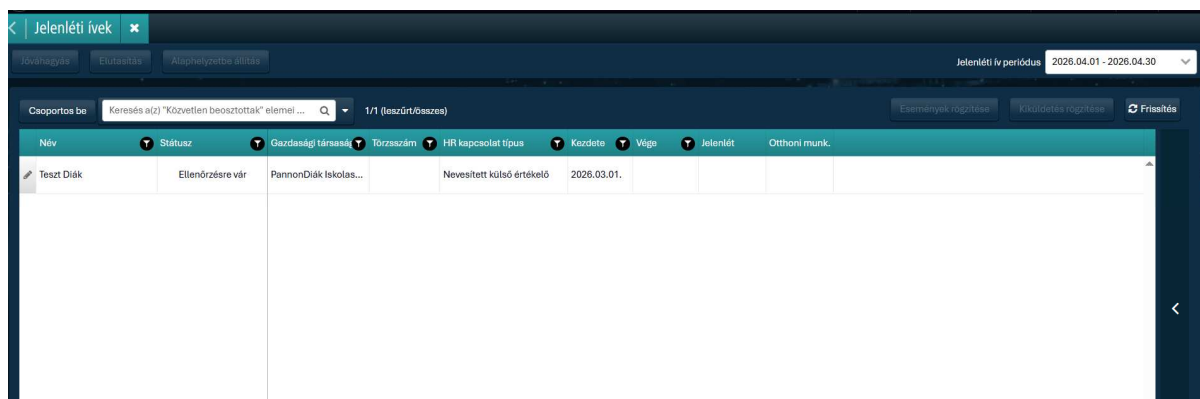 Jelenléti ívek
Jóváhagyás Elutasítás Alaphelyzetbe állítás Jelenléti ív periódus 2026.04.01 - 2026.04.30
Csoportos be Keresés a(z) "Közvetlen beosztottak" elemei ... 1/1 (leszűrt/összes) Események rögzítése Kiküldetés rögzítése Frissítés
Név Státusz Gazdasági társaság Törzsszám HR kapcsolat típus Kezdete Vége Jelenlét Otthoni munk.
Teszt Diák Ellenőrzésre vár PannonDiák Iskolas... Nevesített külső értékelő 2026.03.01.